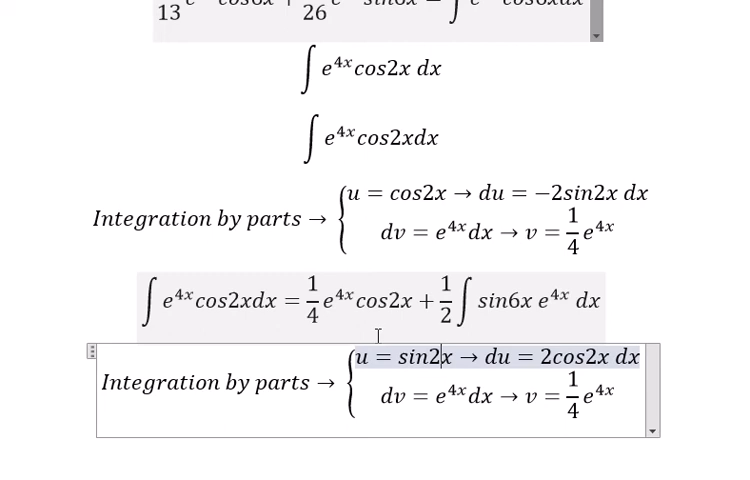 13 26
∫ e^{4x} cos2x dx
∫ e^{4x} cos2xdx
Integration by parts → { u = cos2x → du = −2sin2x dx
dv = e^{4x} dx → v = 1/4 e^{4x}
∫ e^{4x} cos2xdx = 1/4 e^{4x} cos2x + 1/2 ∫ sin6x e^{4x} dx
Integration by parts → { u = sin2x → du = 2cos2x dx
dv = e^{4x} dx → v = 1/4 e^{4x}